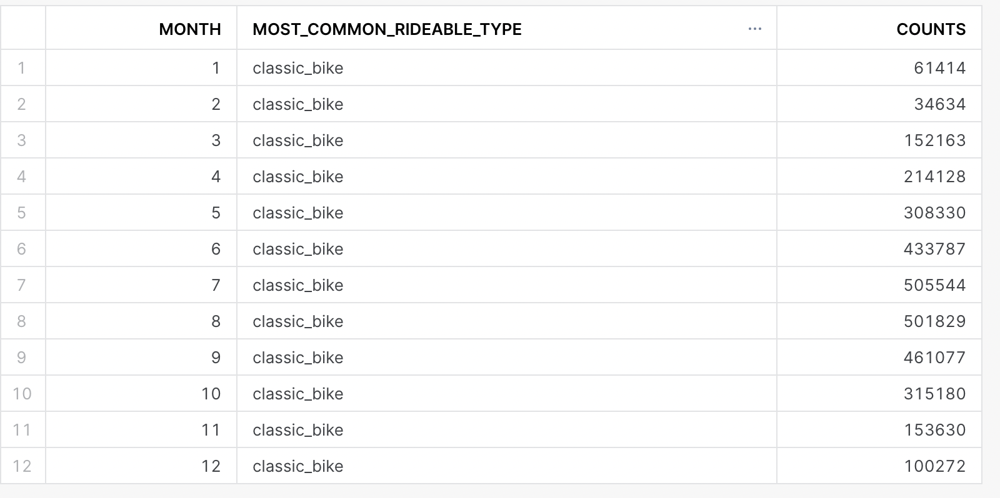 MONTH MOST_COMMON_RIDEABLE_TYPE ... COUNTS
1 1 classic_bike 61414
2 2 classic_bike 34634
3 3 classic_bike 152163
4 4 classic_bike 214128
5 5 classic_bike 308330
6 6 classic_bike 433787
7 7 classic_bike 505544
8 8 classic_bike 501829
9 9 classic_bike 461077
10 10 classic_bike 315180
11 11 classic_bike 153630
12 12 classic_bike 100272